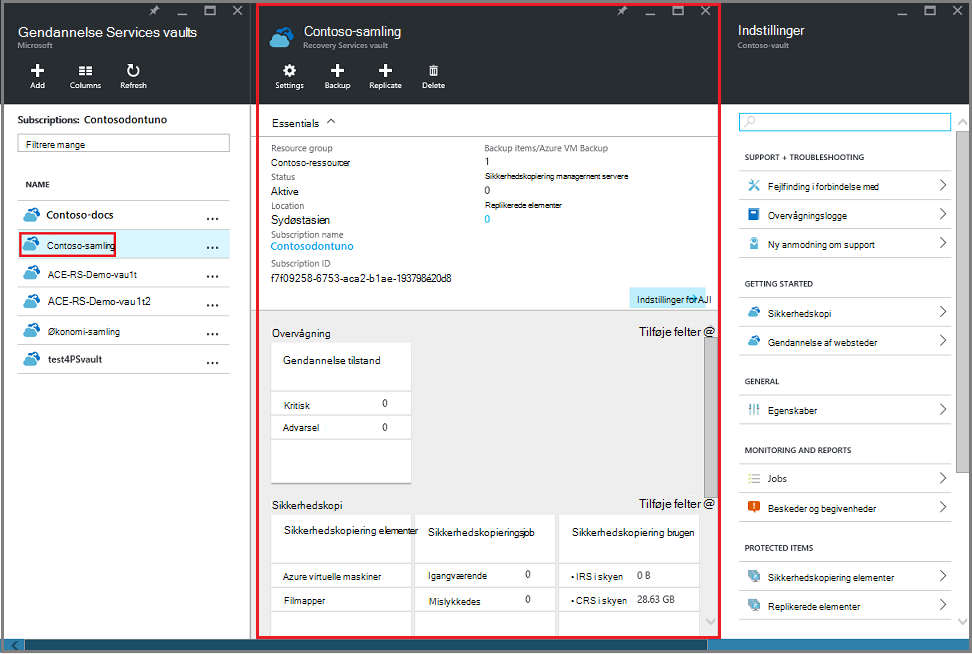 Gendannelse Services vaults
Microsoft
Add
Columns
Refresh
Subscriptions: Contosodontuno
Filtrere mange
NAME
Contoso-docs ...
Contoso-samling ...
ACE-RS-Demo-vau1t ...
ACE-RS-Demo-vau1t2 ...
Økonomi-samling ...
test4PSvault ...
Contoso-samling
Recovery Services vault
Settings
Backup
Replicate
Delete
Essentials
Resource group
Contoso-ressourcer
Status
Aktive
Location
Sydøstasien
Subscription name
Contosodontuno
Subscription ID
f7f09258-6753-aca2-b1ae-193798é20d8
Backup items/Azure VM Backup
1
Sikkerhedskopiering management servere
0
Replikerede elementer
0
Indstillinger for AJI
Overvågning
Tilføje felter @
Gendannelse tilstand
Kritisk 0
Advarsel 0
Sikkerhedskopi
Tilføje felter @
Sikkerhedskopiering elementer
Azure virtuelle maskiner
Filmapper
Sikkerhedskopieringsjob
Igangværende 0
Mislykkedes 0
Sikkerhedskopiering brugen
• IRS i skyen 0 B
• CRS i skyen 28.63 GB
Indstillinger
Contoso-vault
SUPPORT + TROUBLESHOOTING
Fejlfinding i forbindelse med
Overvågningslogge
Ny anmodning om support
GETTING STARTED
Sikkerhedskopi
Gendannelse af websteder
GENERAL
Egenskaber
MONITORING AND REPORTS
Jobs
Beskeder og begivenheder
PROTECTED ITEMS
Sikkerhedskopiering elementer
Replikerede elementer